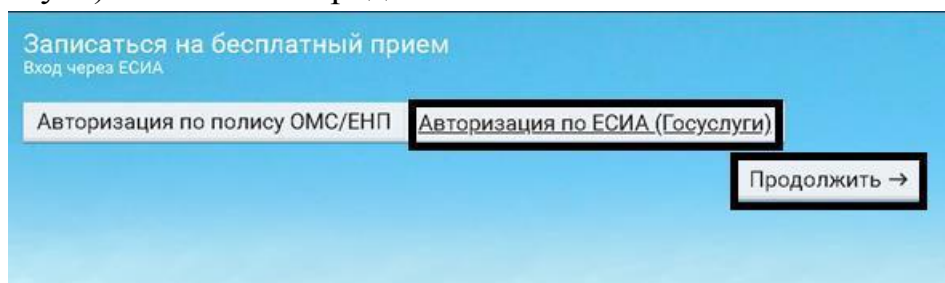 Записаться на бесплатный прием
Вход через ЕСИА
Авторизация по полису ОМС/ЕНП Авторизация по ЕСИА (Госуслуги)
Продолжить →